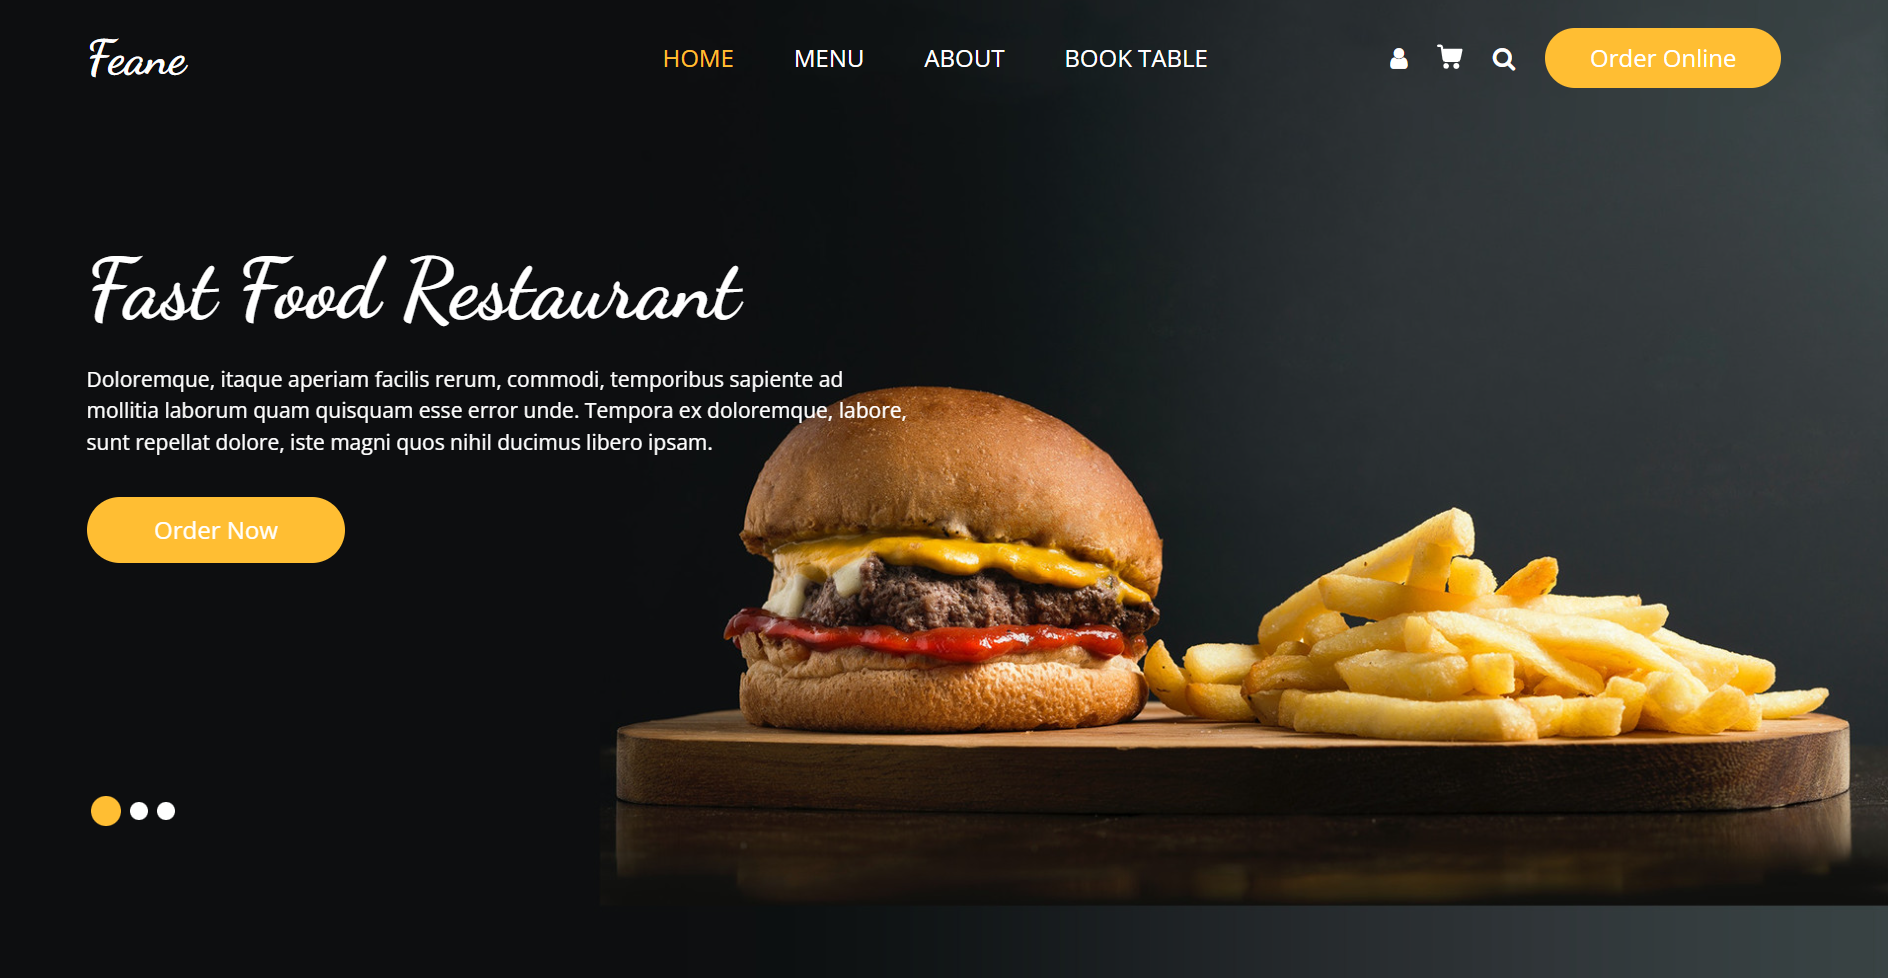 Feane
HOME MENU ABOUT BOOK TABLE
Order Online
Fast Food Restaurant
Doloremque, itaque aperiam facilis rerum, commodi, temporibus sapiente ad
mollitia laborum quam quisquam esse error unde. Tempora ex doloremque, labore,
sunt repellat dolore, iste magni quos nihil ducimus libero ipsam.
Order Now